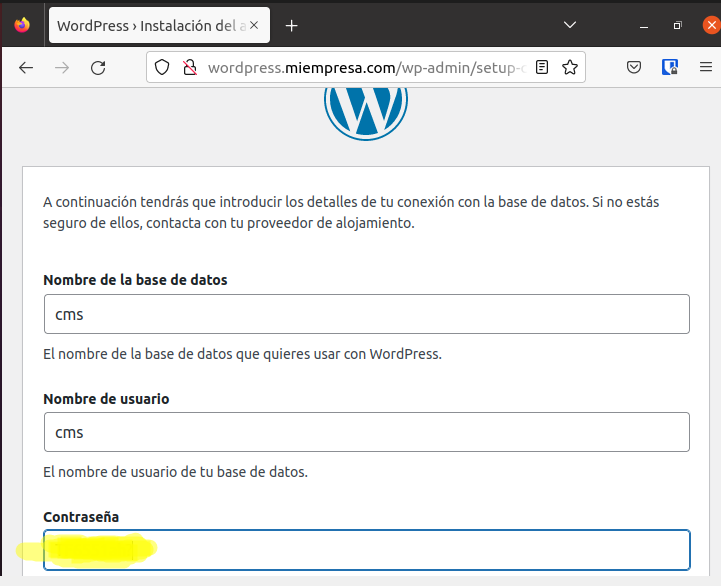 WordPress › Instalación del a
wordpress.miempresa.com/wp-admin/setup-c
A continuación tendrás que introducir los detalles de tu conexión con la base de datos. Si no estás
seguro de ellos, contacta con tu proveedor de alojamiento.
Nombre de la base de datos
cms
El nombre de la base de datos que quieres usar con WordPress.
Nombre de usuario
cms
El nombre de usuario de tu base de datos.
Contraseña